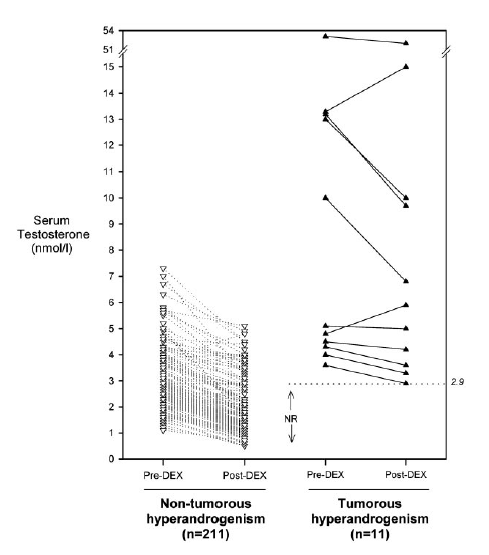 54
51
15
14
13
12
11
10
9
8
7
6
5
4
3
2
1
0
Serum
Testosterone
(nmol/l)
2.9
NR
Pre-DEX
Post-DEX
Pre-DEX
Post-DEX
Non-tumorous
hyperandrogenism
(n=211)
Tumorous
hyperandrogenism
(n=11)